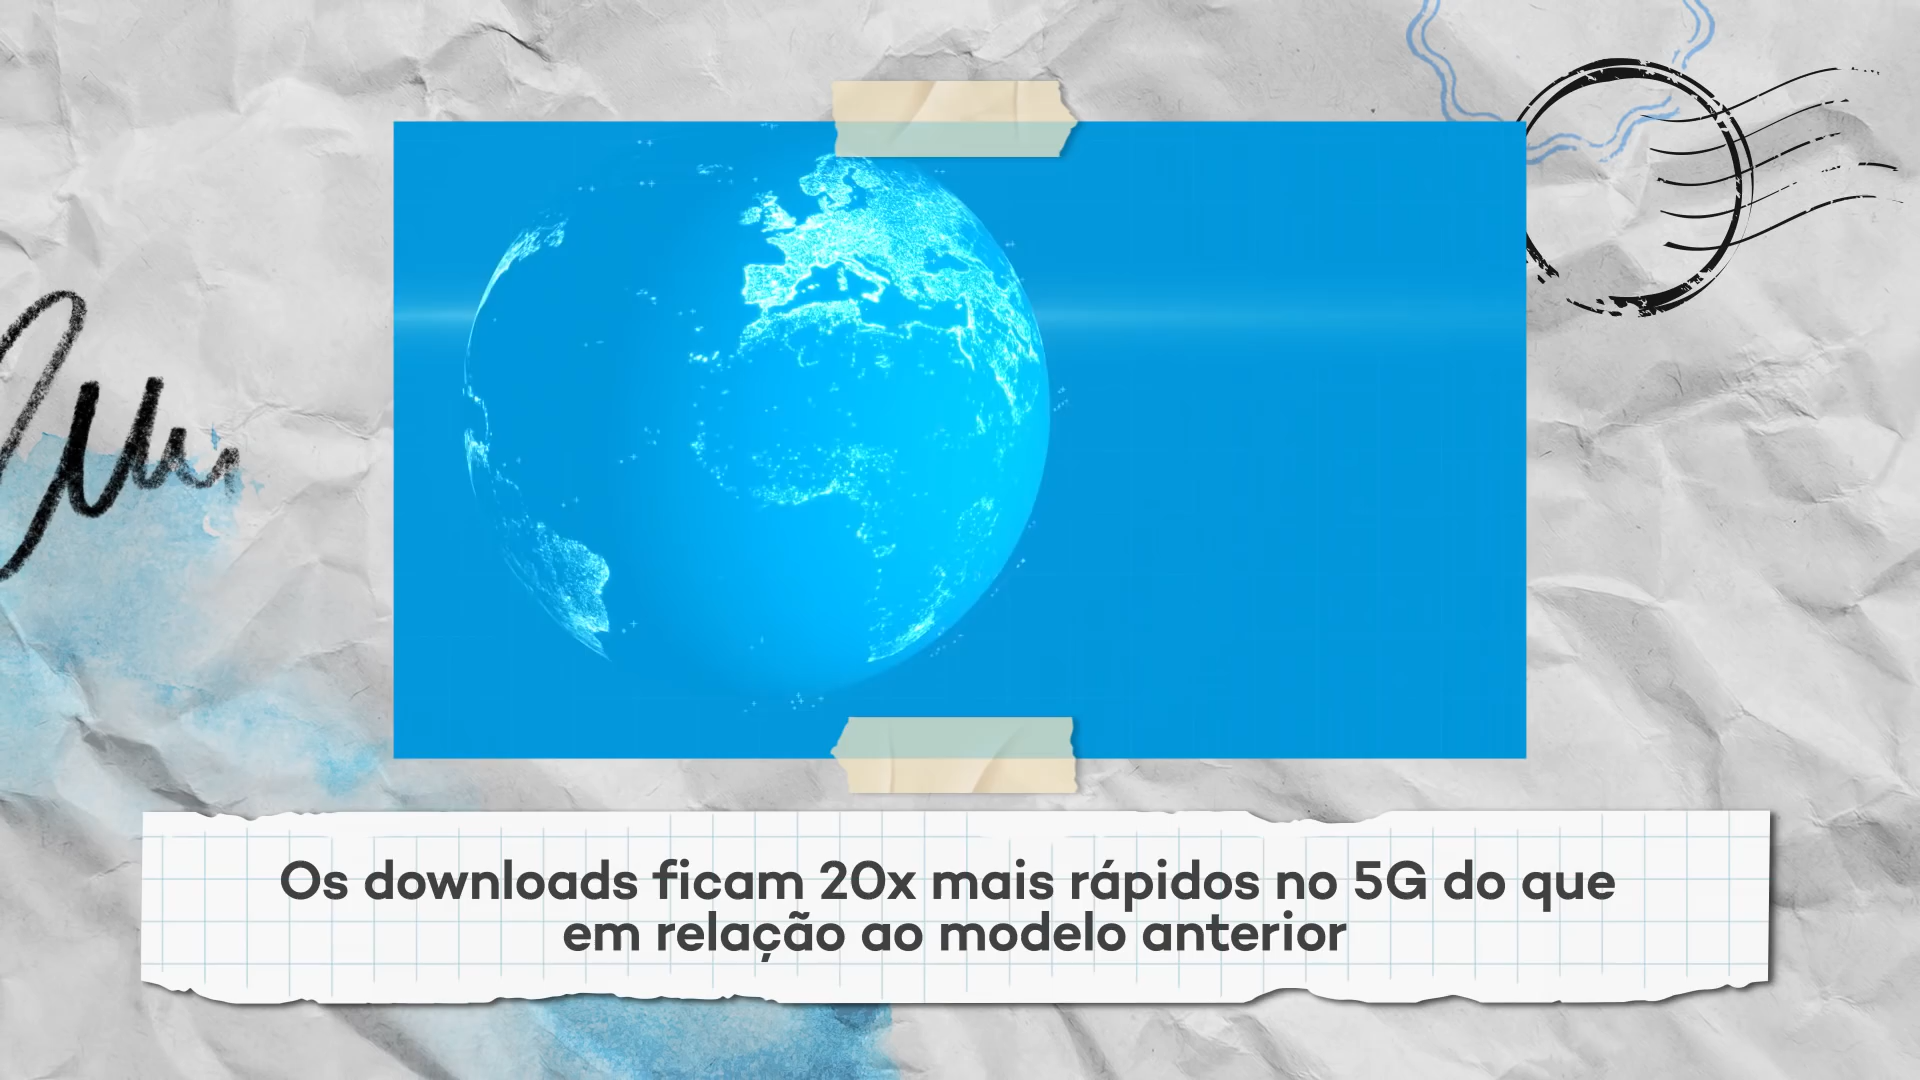 Os downloads ficam 20x mais rápidos no 5G do que
em relação ao modelo anterior